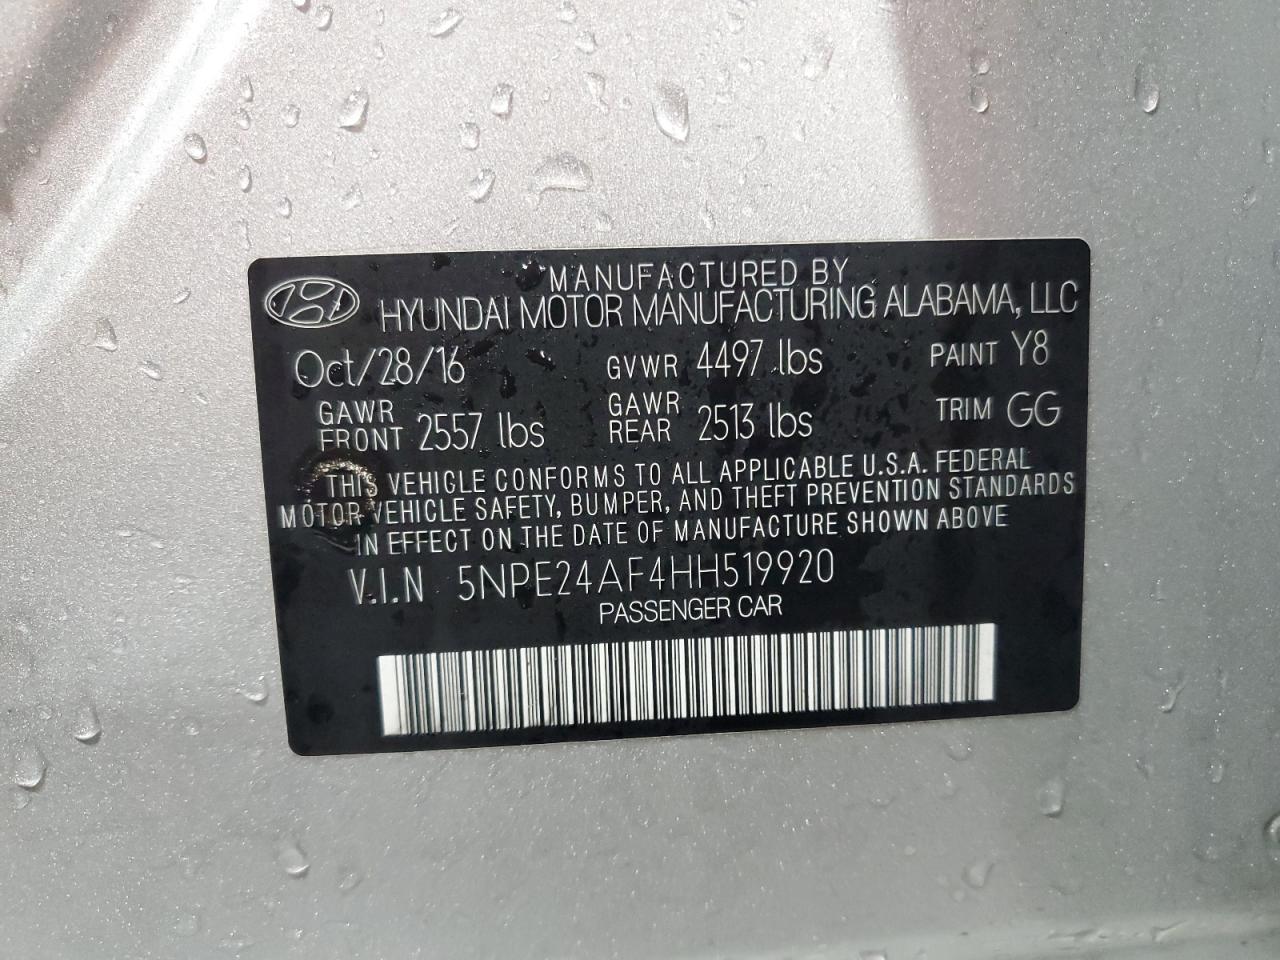 MANUFACTURED BY
HYUNDAI MOTOR MANUFACTURING ALABAMA, LLC
Oct/28/16 GVWR 4497 lbs PAINT Y8
GAWR FRONT 2557 lbs GAWR REAR 2513 lbs TRIM GG
THIS VEHICLE CONFORMS TO ALL APPLICABLE U.S.A. FEDERAL
MOTOR VEHICLE SAFETY, BUMPER, AND THEFT PREVENTION STANDARDS
IN EFFECT ON THE DATE OF MANUFACTURE SHOWN ABOVE
V.I.N 5NPE24AF4HH519920
PASSENGER CAR